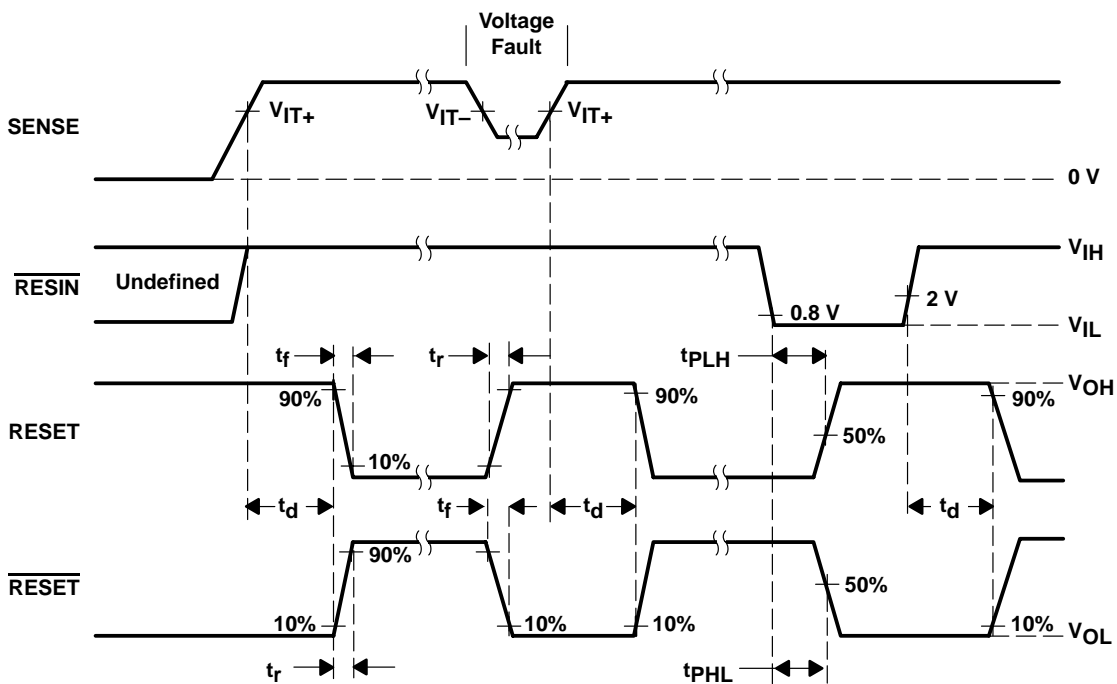 Voltage
Fault
SENSE
VIT+
VIT–
VIT+
0 V
RESIN
Undefined
VIH
0.8 V
2 V
VIL
tf
tr
tPLH
VOH
90%
90%
90%
RESET
10%
50%
td
tf
td
td
RESET
90%
50%
10%
10%
10%
10%
VOL
tr
tPHL